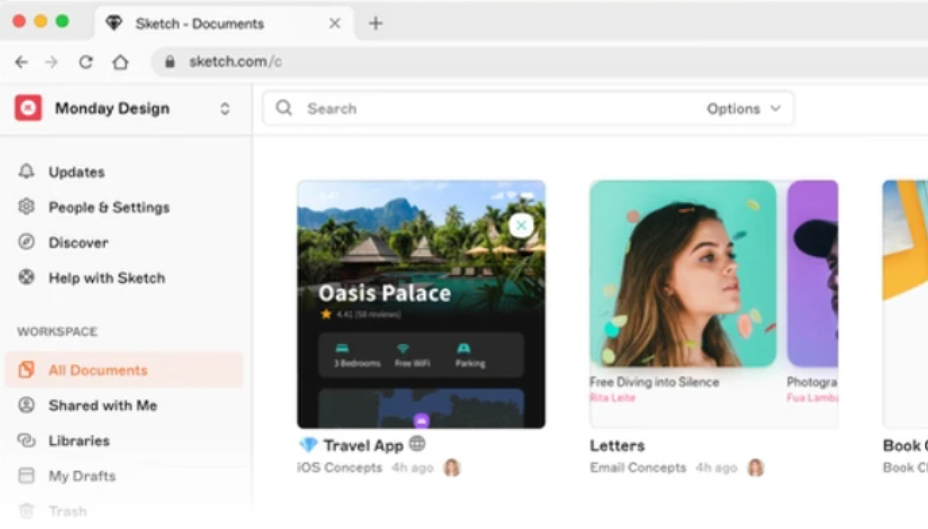 Sketch - Documents
sketch.com/c
Monday Design
Search
Options
Updates
People & Settings
Discover
Help with Sketch
WORKSPACE
All Documents
Shared with Me
Libraries
My Drafts
Trash
9:41
Oasis Palace
4.41 (58 reviews)
3 Bedrooms Free WiFi Parking
Travel App
iOS Concepts 4h ago
Free Diving into Silence
Rita Leite
Photogra
Fua Lamba
Letters
Email Concepts 4h ago
Book
Book